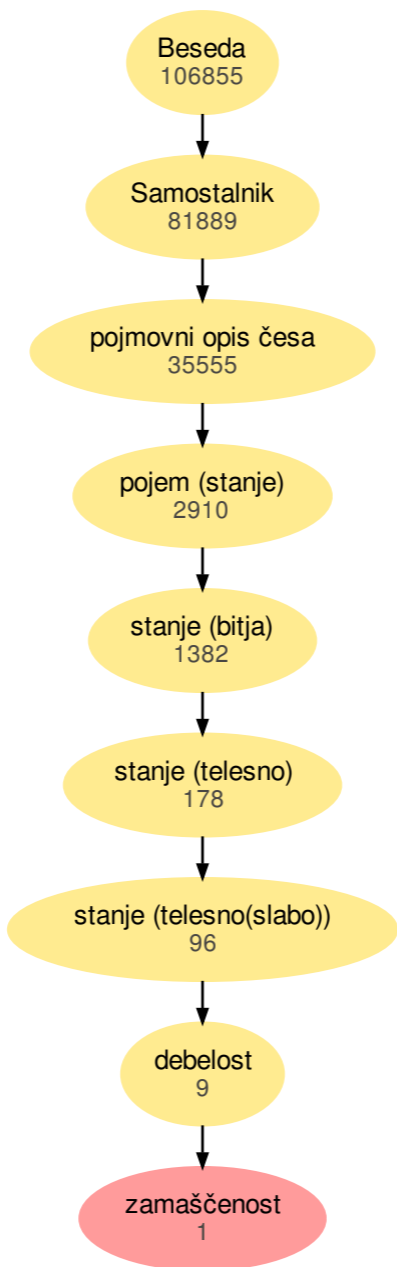 Beseda
106855
Samostalnik
81889
pojmovni opis česa
35555
pojem (stanje)
2910
stanje (bitja)
1382
stanje (telesno)
178
stanje (telesno(slabo))
96
debelost
9
zamaščenost
1